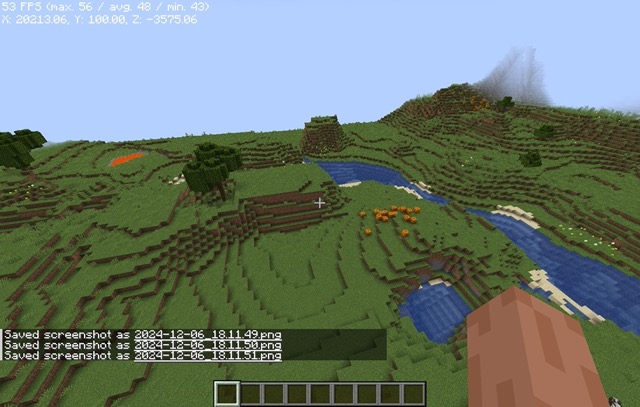 53 FPS (max. 56 / avg. 48 / min. 43)
X: 20213.06, Y: 100.00, Z: -3575.06
Saved screenshot as 2024-12-06_18.11.49.png
Saved screenshot as 2024-12-06_18.11.50.png
Saved screenshot as 2024-12-06_18.11.51.png